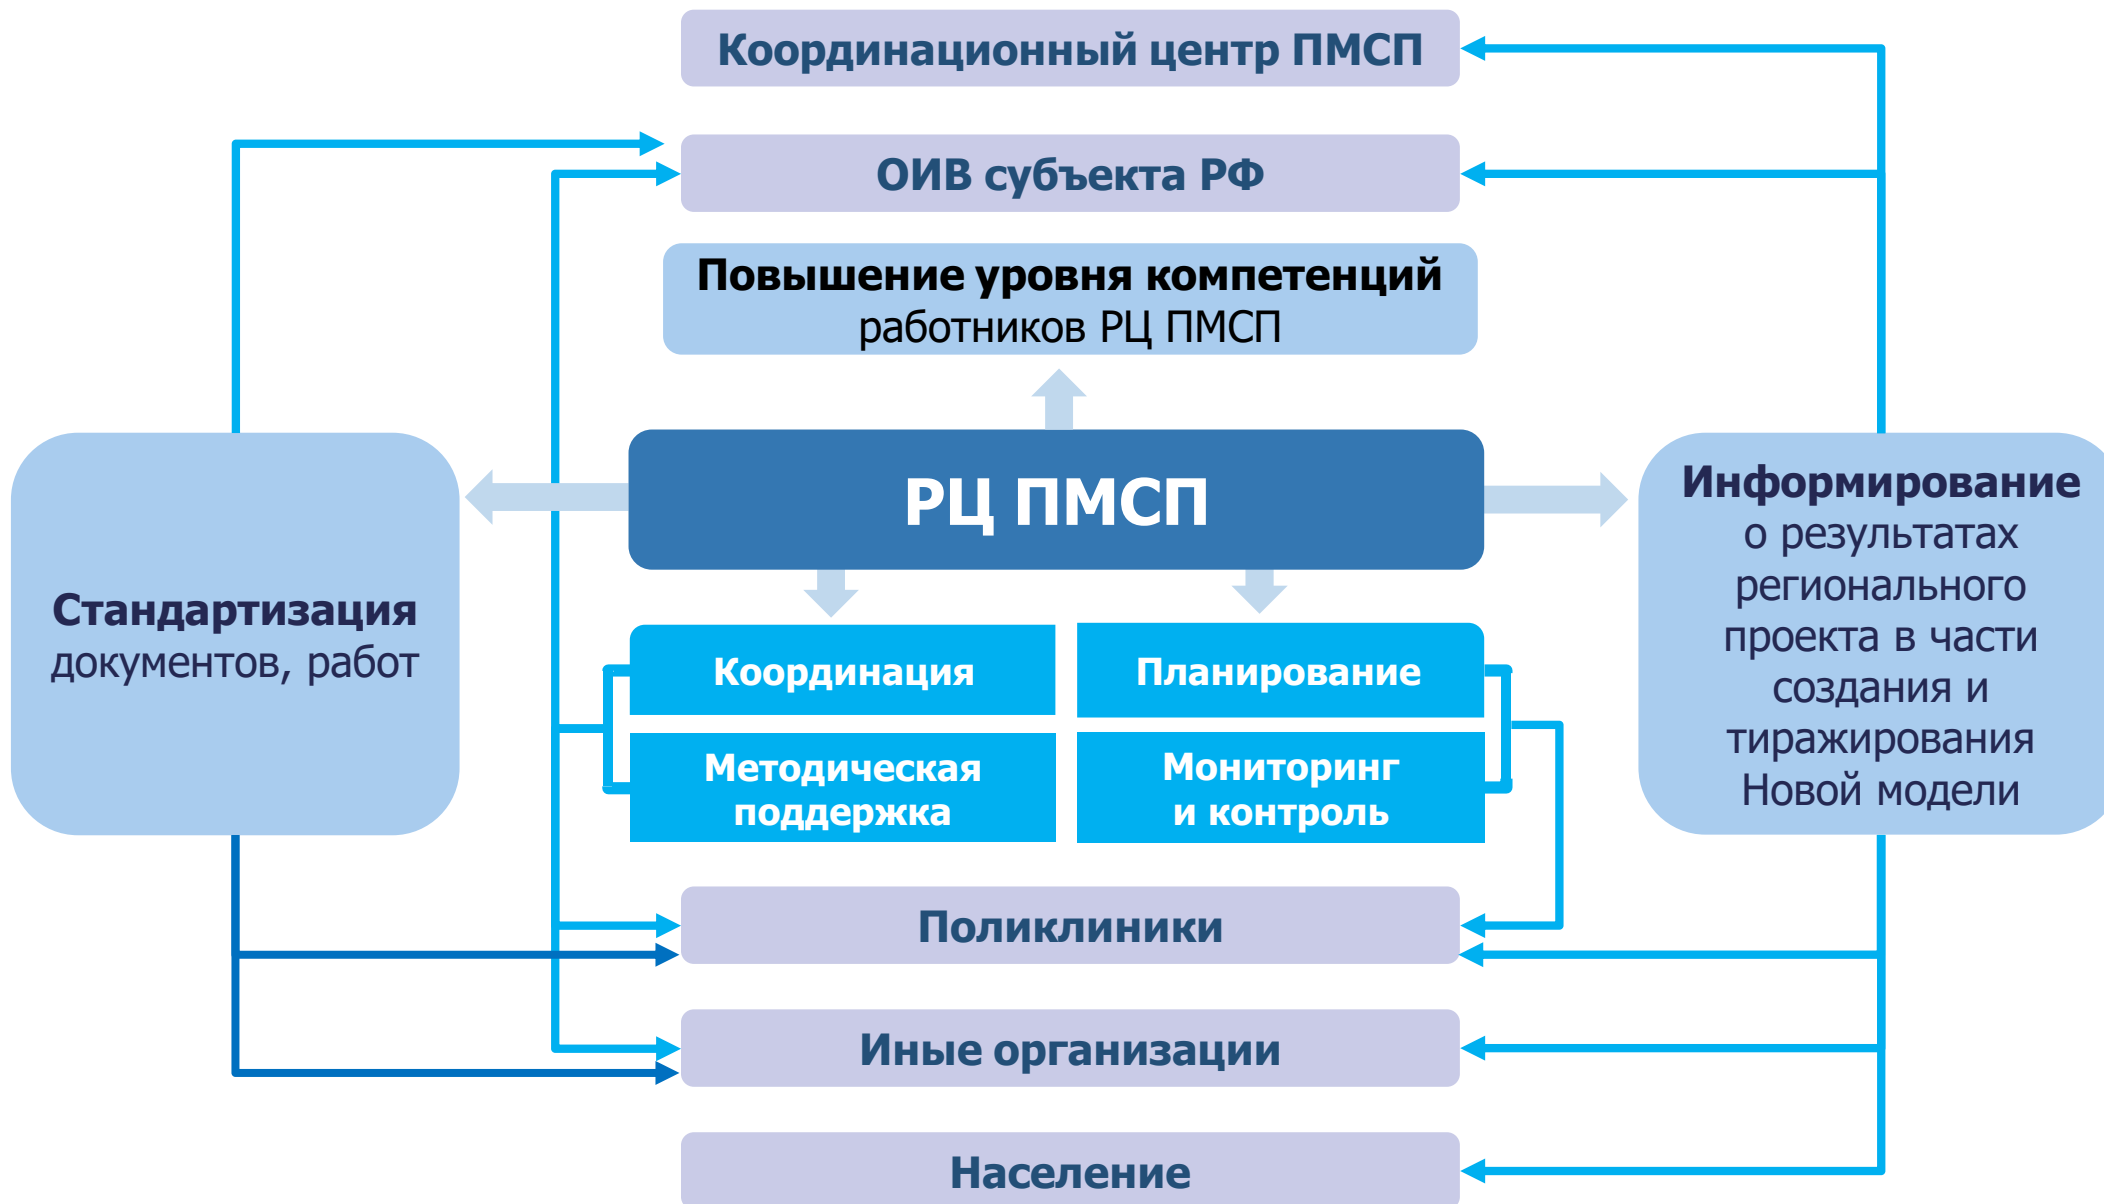 Координационный центр ПМСП
ОИВ субъекта РФ
Повышение уровня компетенций
работников РЦ ПМСП
РЦ ПМСП
Стандартизация
документов, работ
Координация
Планирование
Методическая
поддержка
Мониторинг
и контроль
Информирование
о результатах
регионального
проекта в части
создания и
тиражирования
Новой модели
Поликлиники
Иные организации
Население